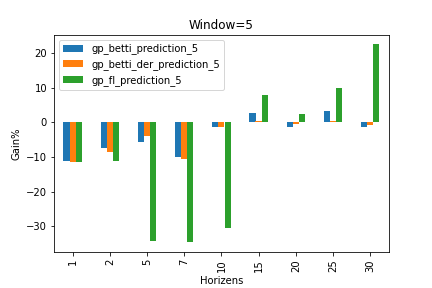 Window=5
gp_betti_prediction_5
gp_betti_der_prediction_5
gp_fl_prediction_5
20
10
0
−10
−20
−30
Gain%
1 2 5 7 10 15 20 25 30
Horizens